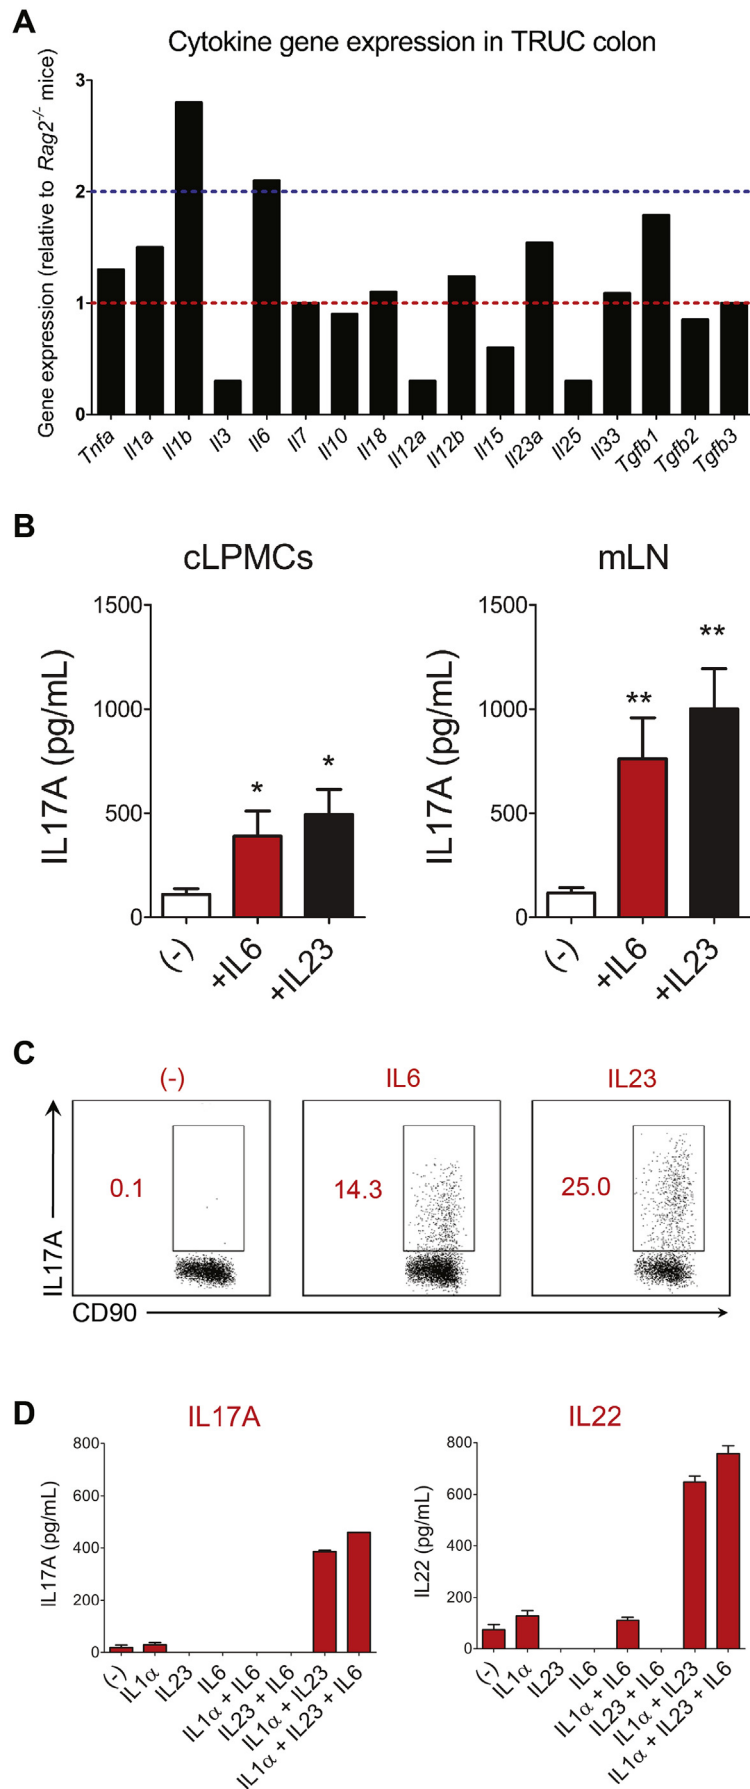 A
Cytokine gene expression in TRUC colon
Gene expression (relative to Rag2-/- mice)
3
2
1
0
Tnfa
Il1a
Il1b
Il3
Il6
Il7
Il10
Il18
Il12a
Il12b
Il15
Il23a
Il25
Il33
Tgfb1
Tgfb2
Tgfb3
B
cLPMCs
IL17A (pg/mL)
1500
1000
500
0
*
*
(-)
+IL6
+IL23
mLN
IL17A (pg/mL)
1500
1000
500
0
**
**
(-)
+IL6
+IL23
C
(-)
IL6
IL23
0.1
14.3
25.0
IL17A
CD90
D
IL17A
IL17A (pg/mL)
800
600
400
200
0
(-)
IL1α
IL23
IL6
IL1α + IL6
IL23 + IL6
IL1α + IL23
IL1α + IL23 + IL6
IL22
IL22 (pg/mL)
800
600
400
200
0
(-)
IL1α
IL23
IL6
IL1α + IL6
IL23 + IL6
IL1α + IL23
IL1α + IL23 + IL6